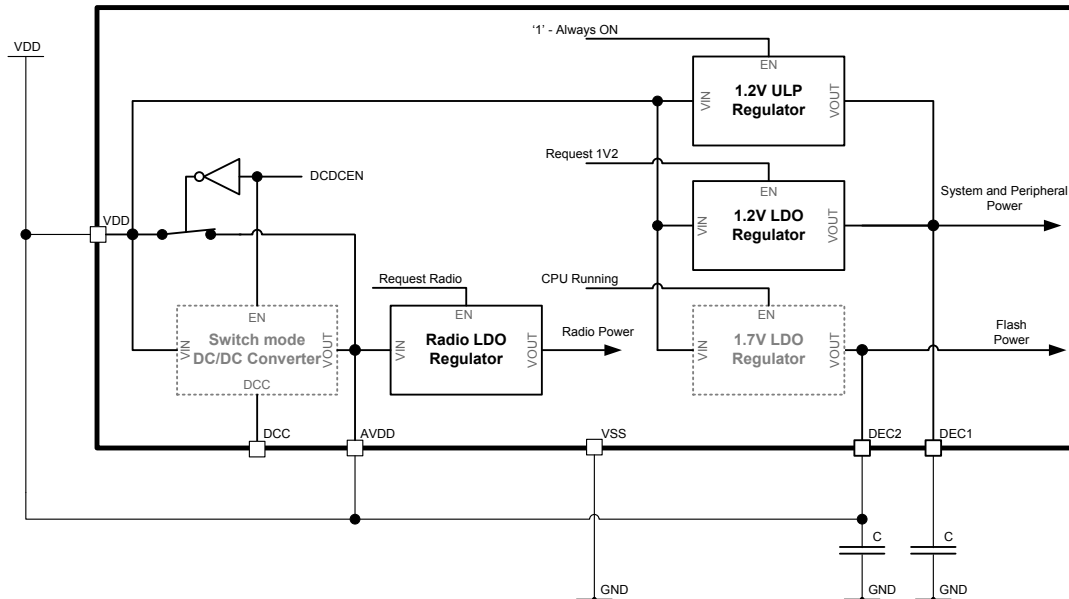 '1' - Always ON
VDD
EN
VIN
1.2V ULP
Regulator
VOUT
Request 1V2
DCDCEN
EN
VIN
1.2V LDO
Regulator
VOUT
System and Peripheral
Power
VDD
Request Radio
CPU Running
EN
VIN
Switch mode
DC/DC Converter
VOUT
DCC
EN
VIN
Radio LDO
Regulator
VOUT
Radio Power
EN
VIN
1.7V LDO
Regulator
VOUT
Flash
Power
DCC
AVDD
VSS
DEC2
DEC1
C
C
GND
GND
GND